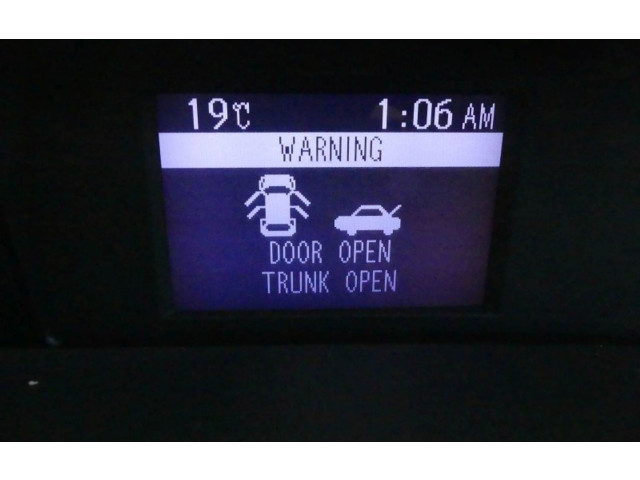 19℃ 1:06 AM
WARNING
DOOR OPEN
TRUNK OPEN